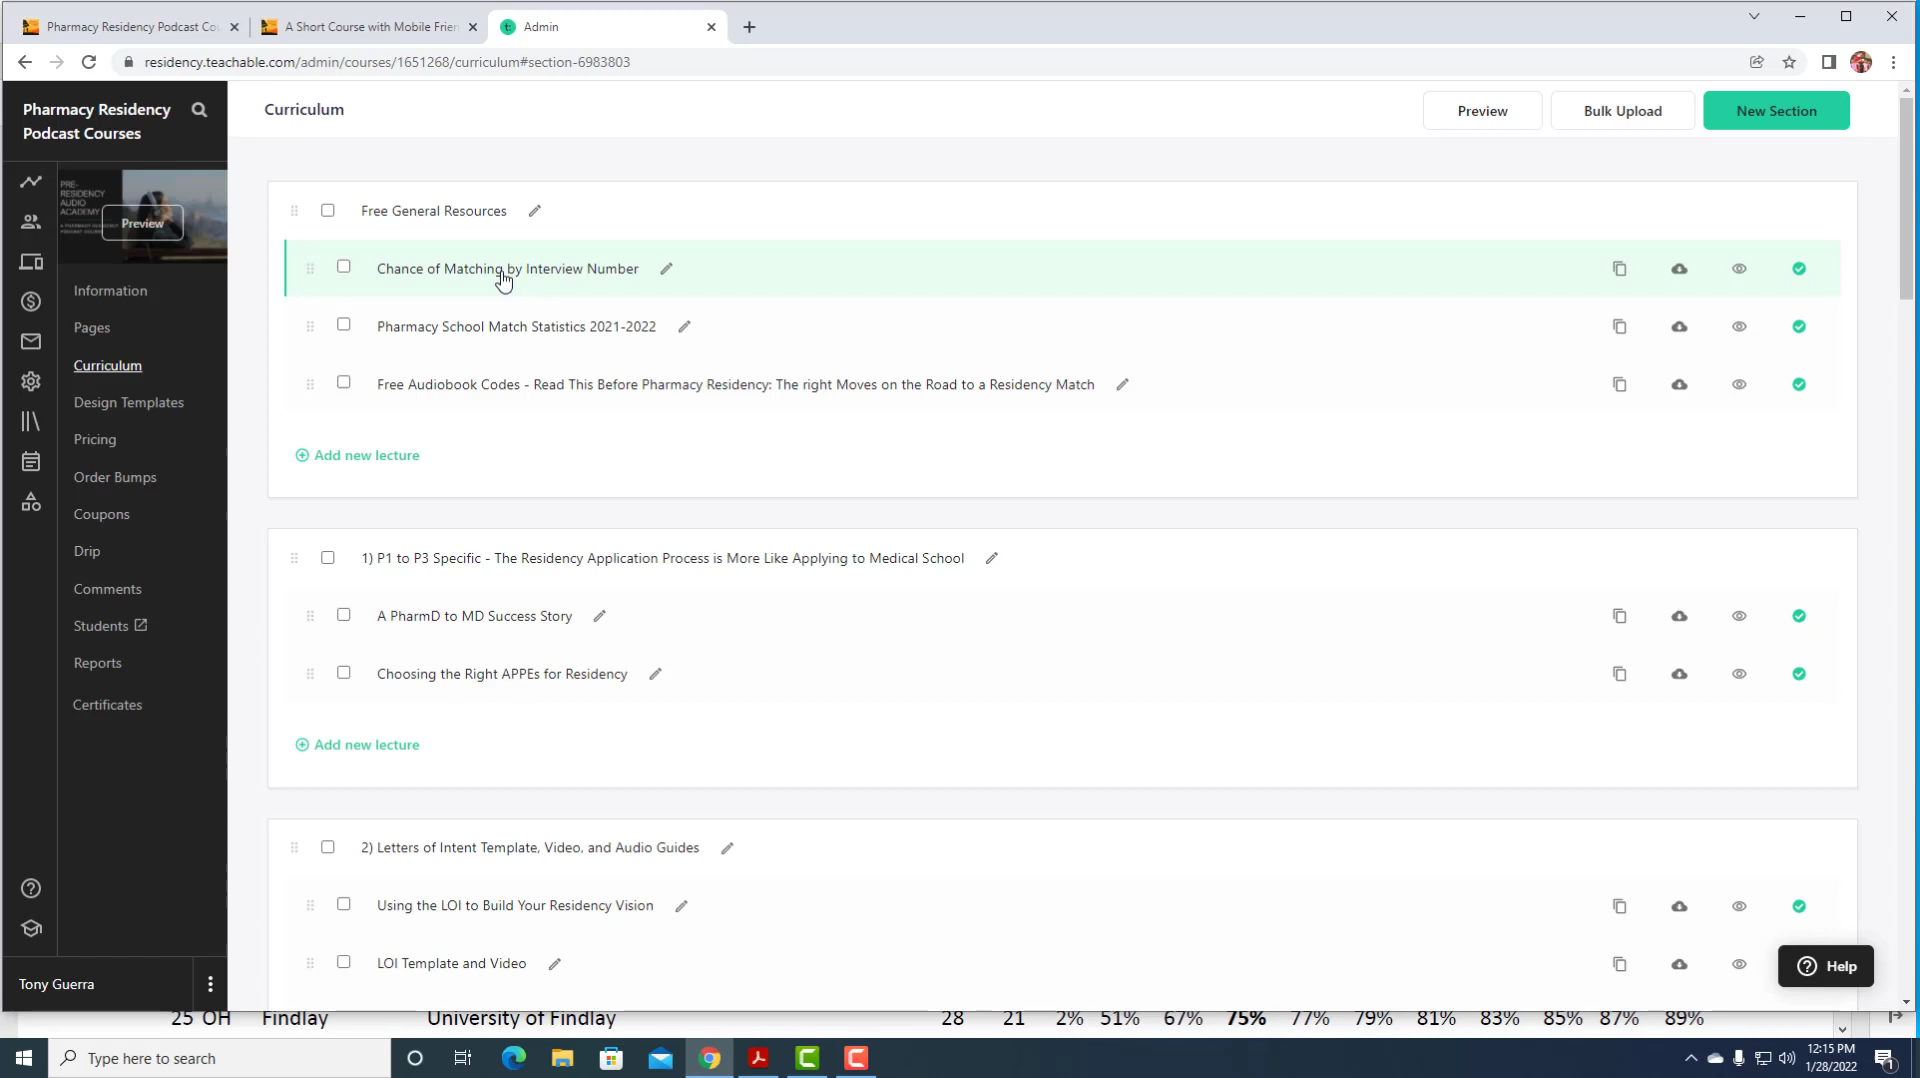 Pharmacy Residency Podcast Co
A Short Course with Mobile Frien
Admin
residency.teachable.com/admin/courses/1651268/curriculum#section-6983803
Pharmacy Residency
Podcast Courses
Curriculum
Preview
Bulk Upload
New Section
PRE-
RESIDENCY
AUDIO
ACADEMY
Preview
Information
Pages
Curriculum
Design Templates
Pricing
Order Bumps
Coupons
Drip
Comments
Students
Reports
Certificates
Tony Guerra
Free General Resources
Chance of Matching by Interview Number
Pharmacy School Match Statistics 2021-2022
Free Audiobook Codes - Read This Before Pharmacy Residency: The right Moves on the Road to a Residency Match
Add new lecture
1) P1 to P3 Specific - The Residency Application Process is More Like Applying to Medical School
A PharmD to MD Success Story
Choosing the Right APPEs for Residency
Add new lecture
2) Letters of Intent Template, Video, and Audio Guides
Using the LOI to Build Your Residency Vision
LOI Template and Video
Help
25 OH Findlay University of Findlay 28 21 2% 51% 67% 75% 77% 79% 81% 83% 85% 87% 89%
Type here to search
12:15 PM
1/28/2022
1